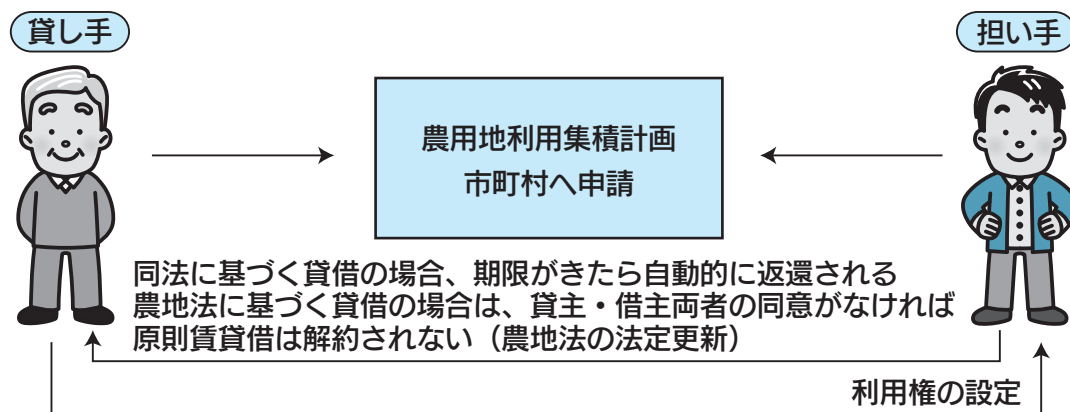 貸し手
担い手
農用地利用集積計画
市町村へ申請
同法に基づく貸借の場合、期限がきたら自動的に返還される
農地法に基づく貸借の場合は、貸主・借主両者の同意がなければ
原則賃貸借は解約されない（農地法の法定更新）
利用権の設定